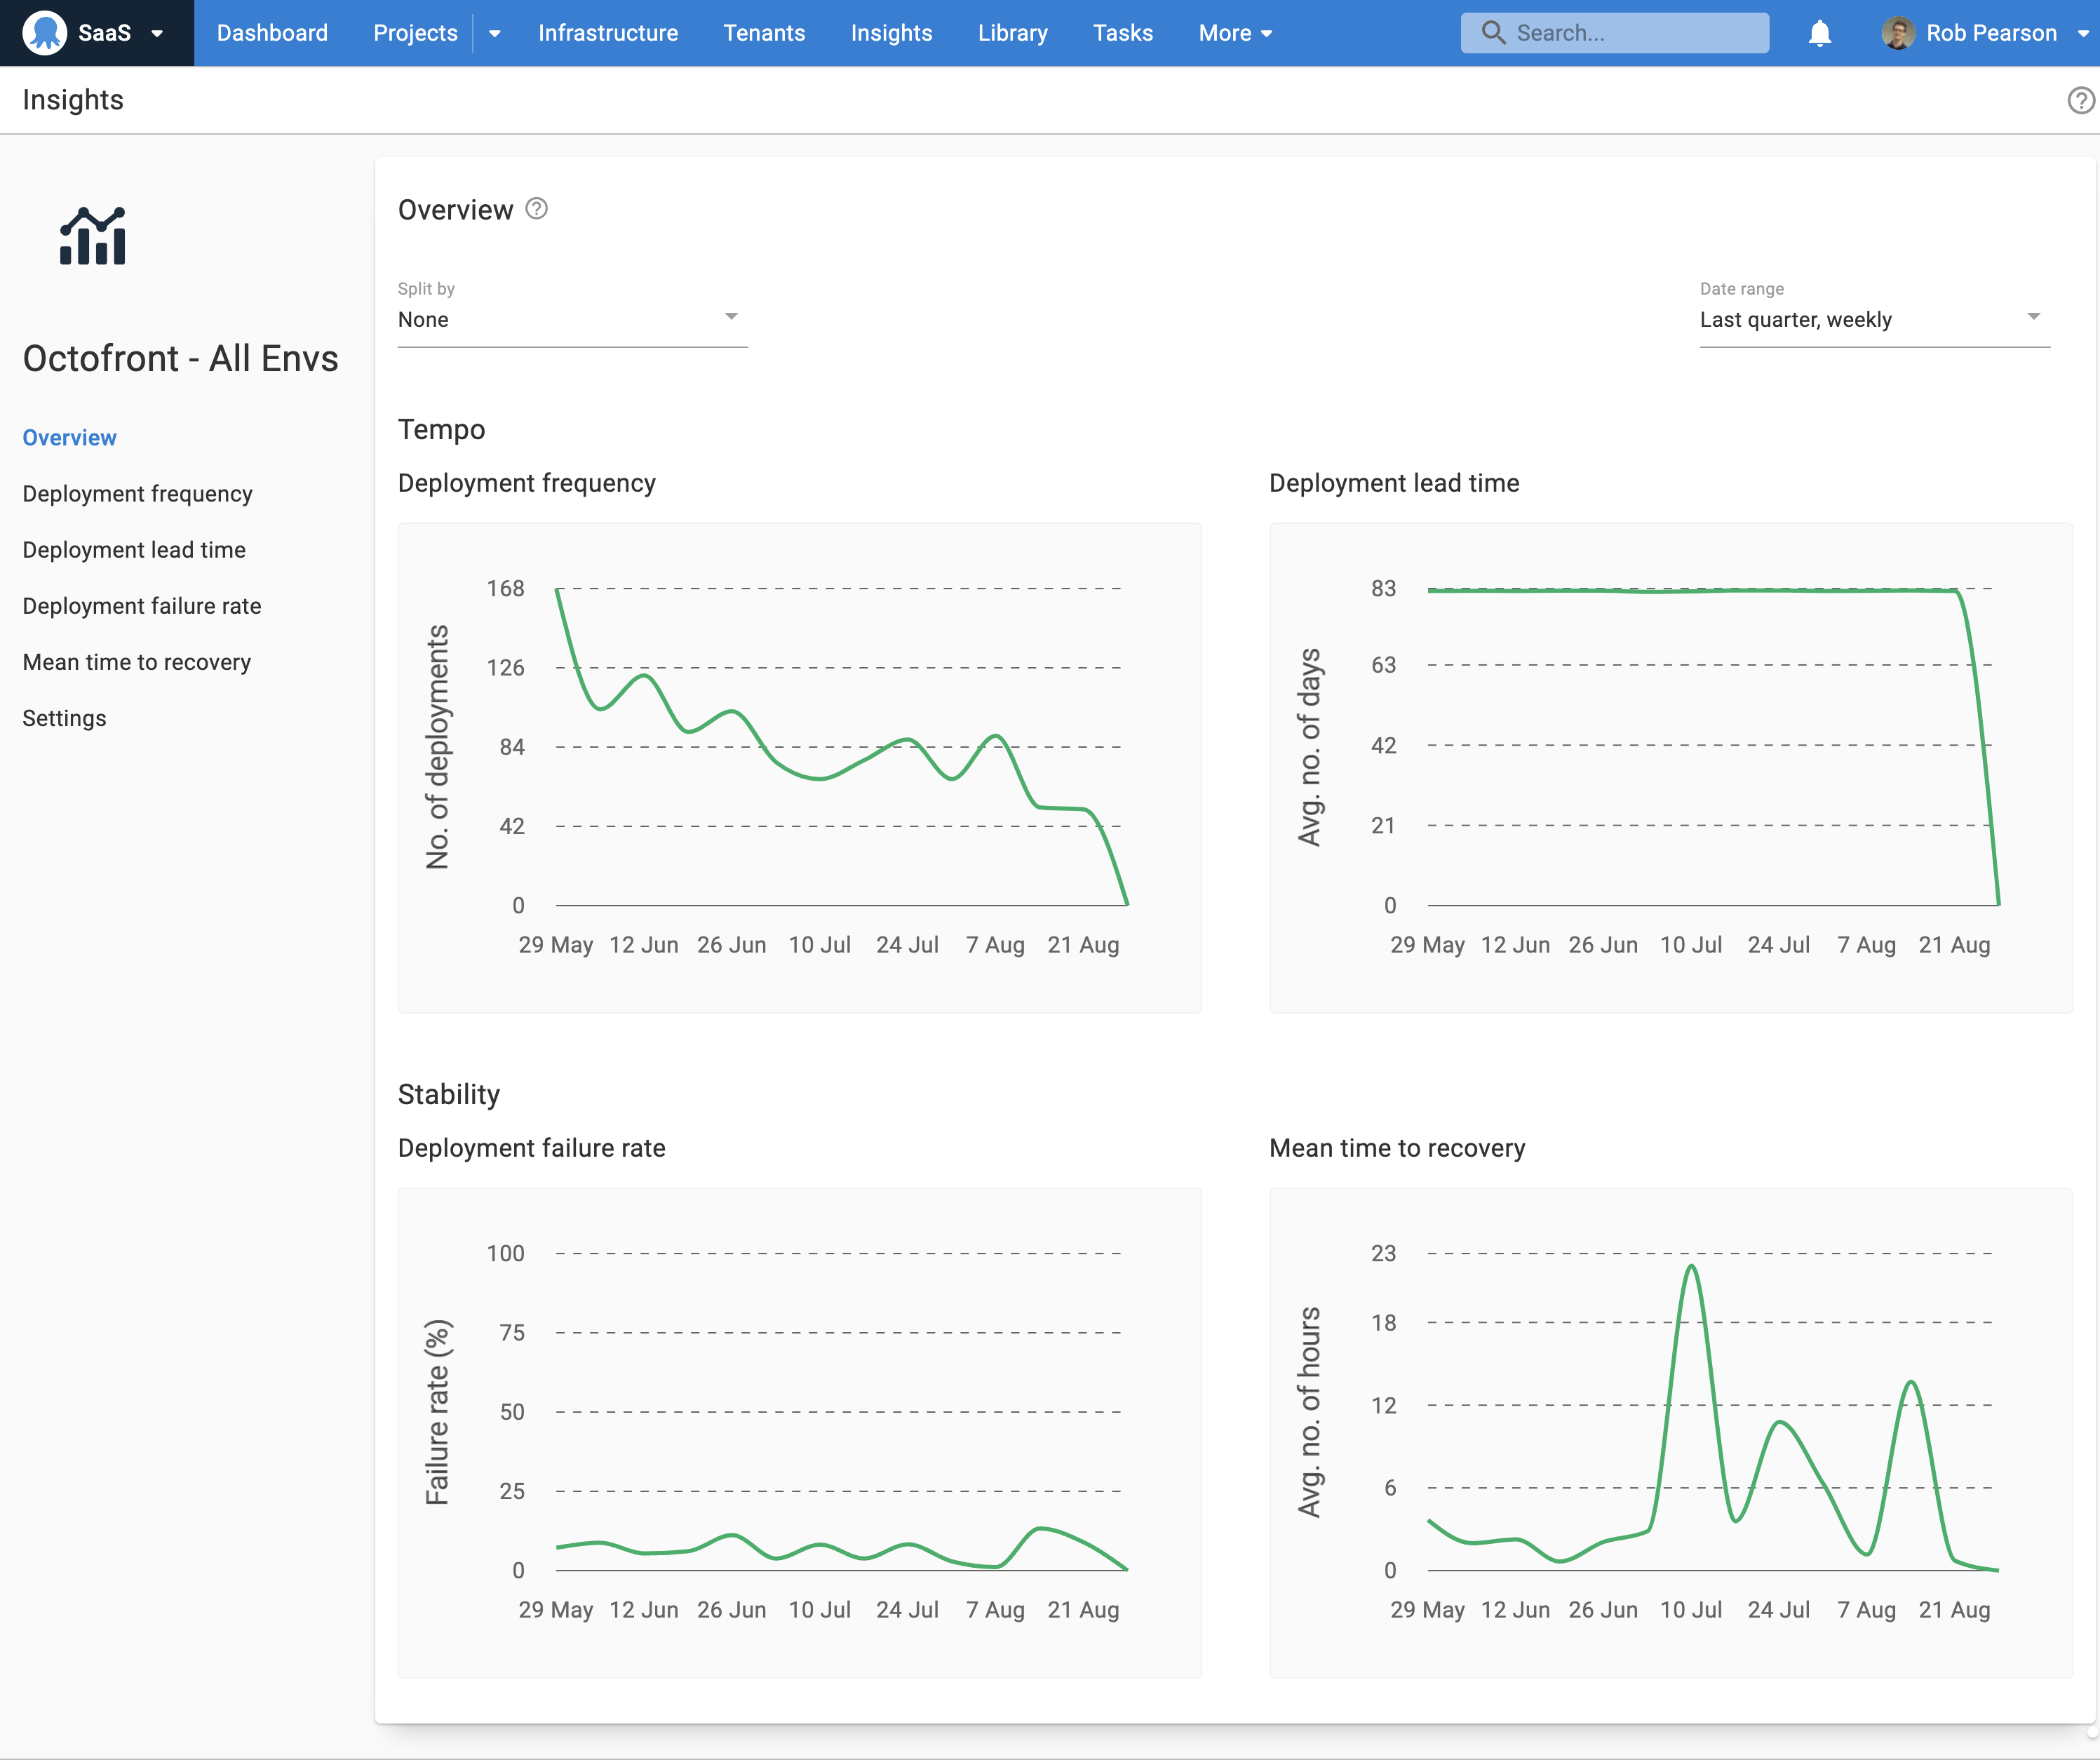 SaaS Dashboard Projects Infrastructure Tenants Insights Library Tasks More Search... Rob Pearson
Insights
Octofront - All Envs
Overview
Deployment frequency
Deployment lead time
Deployment failure rate
Mean time to recovery
Settings
Overview
Split by
None
Date range
Last quarter, weekly
Tempo
Deployment frequency
No. of deployments
168
126
84
42
0
29 May 12 Jun 26 Jun 10 Jul 24 Jul 7 Aug 21 Aug
Deployment lead time
Avg. no. of days
83
63
42
21
0
29 May 12 Jun 26 Jun 10 Jul 24 Jul 7 Aug 21 Aug
Stability
Deployment failure rate
Failure rate (%)
100
75
50
25
0
29 May 12 Jun 26 Jun 10 Jul 24 Jul 7 Aug 21 Aug
Mean time to recovery
Avg. no. of hours
23
18
12
6
0
29 May 12 Jun 26 Jun 10 Jul 24 Jul 7 Aug 21 Aug